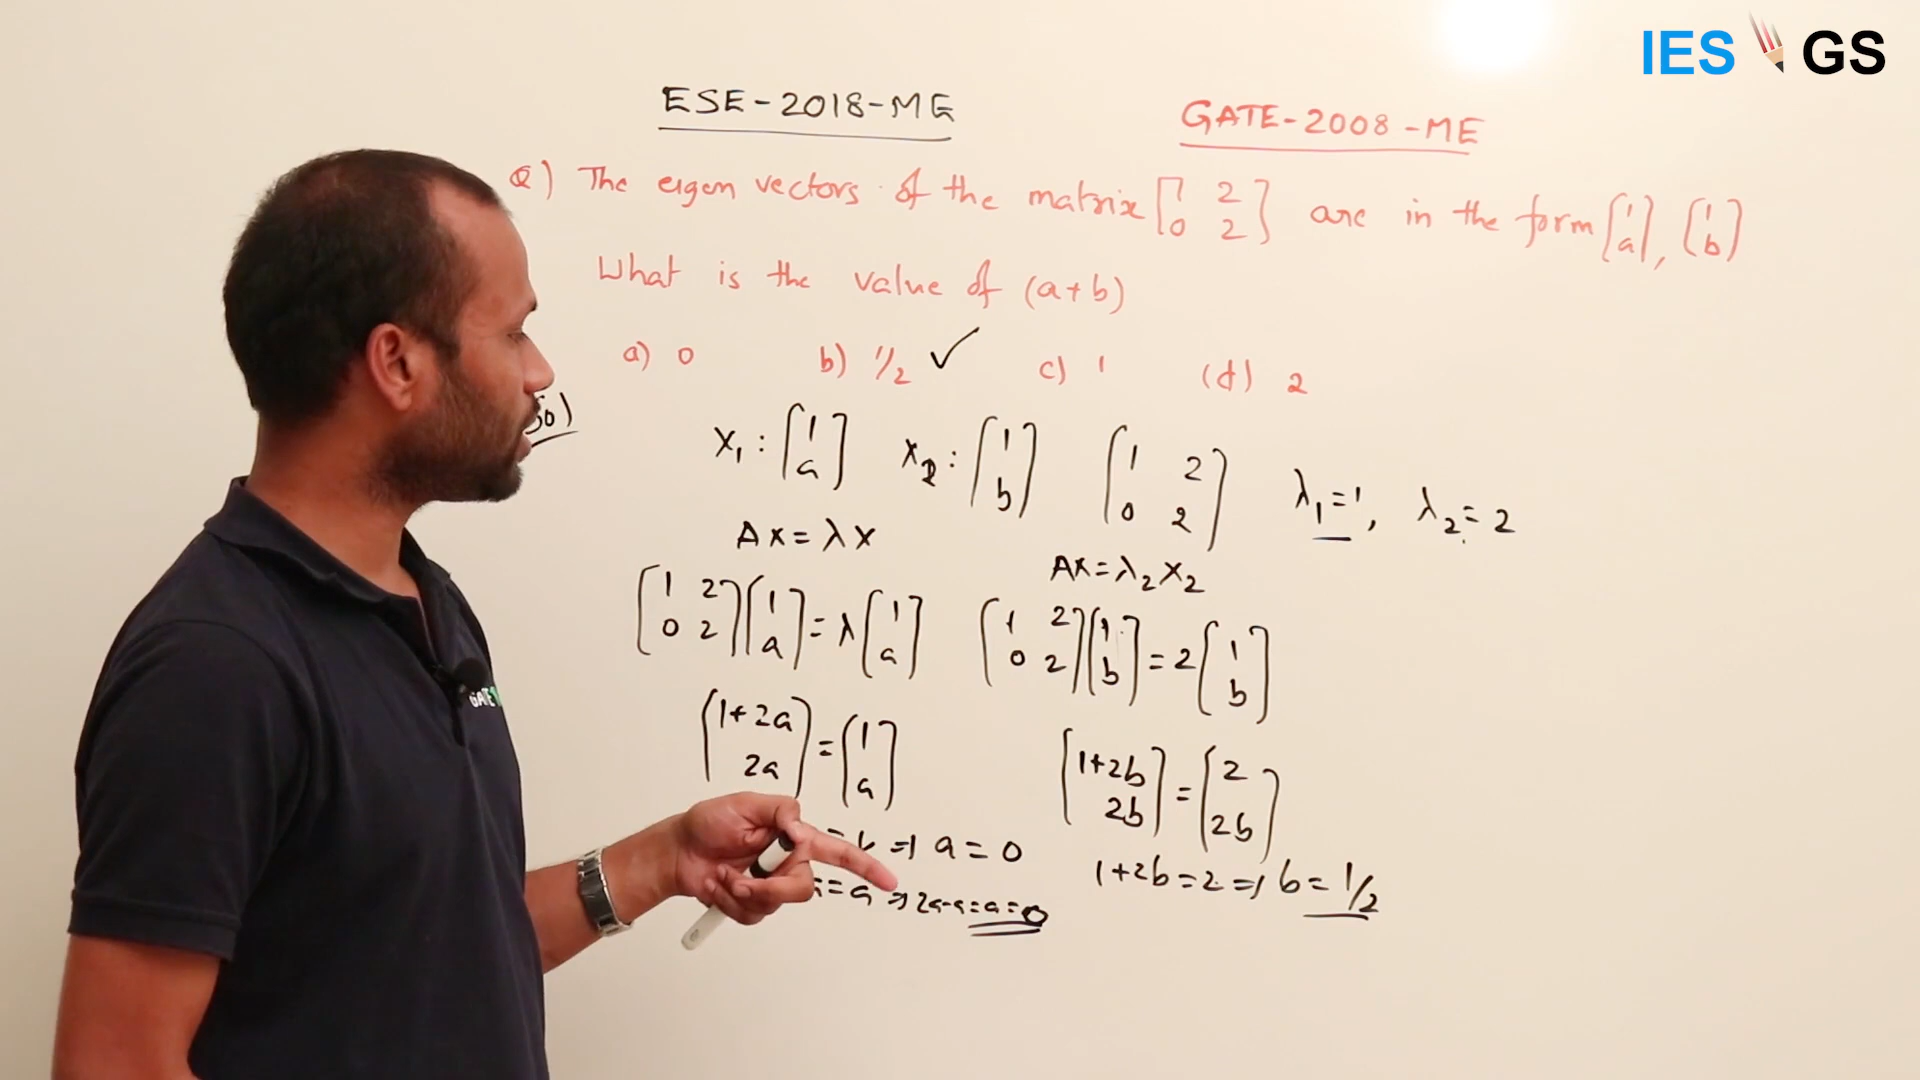 IES GS
ESE-2018-ME
GATE-2008-ME
Q) The eigen vectors of the matrix [1 2 / 0 2] are in the form [1 / a], [1 / b]
What is the value of (a+b)
a) 0 b) 1/2 ✓ c) 1 (d) 2
So)
X₁ : [1 / a] X₂ : [1 / b] [1 2 / 0 2] λ₁=1, λ₂=2
AX=λX
AX=λ₂X₂
[1 2 / 0 2][1 / a] = λ[1 / a]
[1 2 / 0 2][1 / b] = 2[1 / b]
[1+2a / 2a] = [1 / a]
[1+2b / 2b] = [2 / 2b]
⇒ a = 0
=a ⇒ 2a-a=a=0
1+2b=2 ⇒ b=1/2
GATE